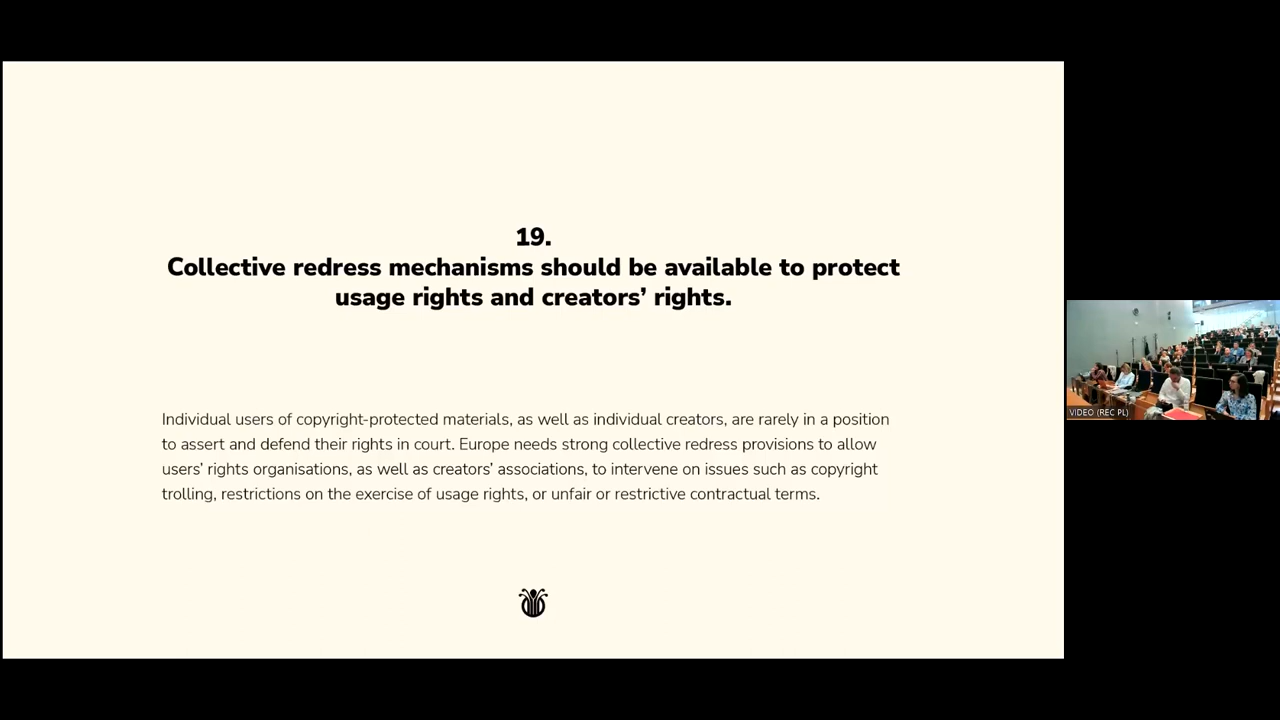 19.
Collective redress mechanisms should be available to protect
usage rights and creators’ rights.
Individual users of copyright-protected materials, as well as individual creators, are rarely in a position
to assert and defend their rights in court. Europe needs strong collective redress provisions to allow
users’ rights organisations, as well as creators’ associations, to intervene on issues such as copyright
trolling, restrictions on the exercise of usage rights, or unfair or restrictive contractual terms.
VIDEO (REC PL)